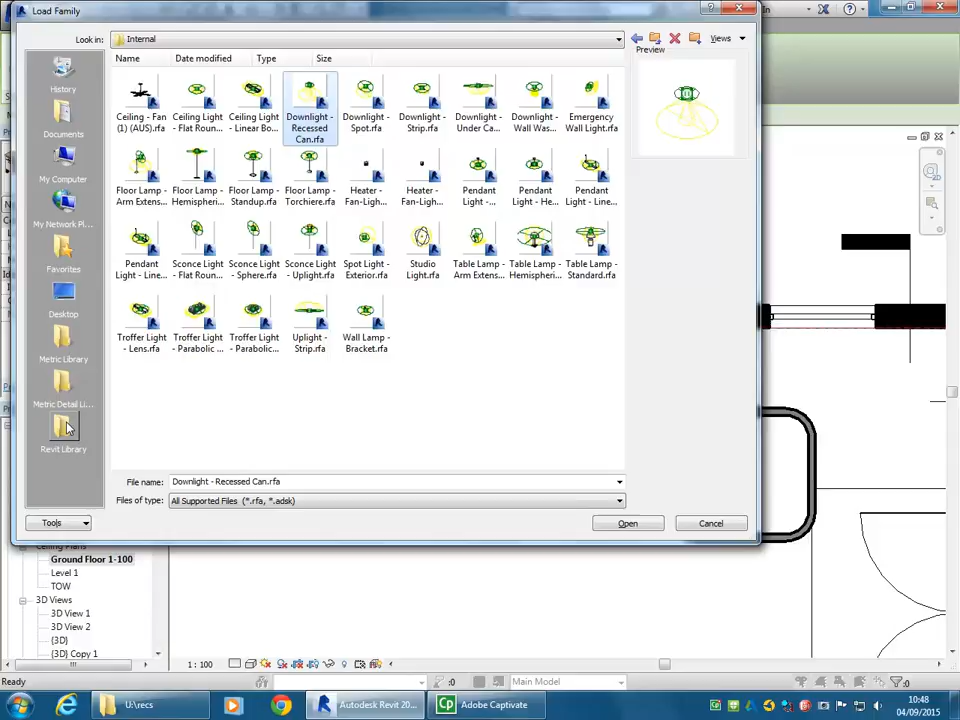 Load Family
Look in:
Internal
Views
Preview
Name
Date modified
Type
Size
History
Documents
My Computer
My Network Pl...
Favorites
Desktop
Metric Library
Metric Detail Li...
Revit Library
Ceiling - Fan
(1) (AUS).rfa
Ceiling Light
- Flat Roun...
Ceiling Light
- Linear Bo...
Downlight -
Recessed
Can.rfa
Downlight -
Spot.rfa
Downlight -
Strip.rfa
Downlight -
Under Ca...
Downlight -
Wall Was...
Emergency
Wall Light.rfa
Floor Lamp -
Arm Extens...
Floor Lamp -
Hemispheri...
Floor Lamp -
Standup.rfa
Floor Lamp -
Torchiere.rfa
Heater -
Fan-Ligh...
Heater -
Fan-Ligh...
Pendant
Light -...
Pendant
Light - He...
Pendant
Light - Line...
Pendant
Light - Line...
Sconce Light
- Flat Roun...
Sconce Light
- Sphere.rfa
Sconce Light
- Uplight.rfa
Spot Light -
Exterior.rfa
Studio
Light.rfa
Table Lamp -
Arm Extens...
Table Lamp -
Hemispheri...
Table Lamp -
Standard.rfa
Troffer Light
- Lens.rfa
Troffer Light
- Parabolic ...
Troffer Light
- Parabolic...
Uplight -
Strip.rfa
Wall Lamp -
Bracket.rfa
File name:
Downlight - Recessed Can.rfa
Files of type:
All Supported Files (*.rfa, *.adsk)
Tools
Open
Cancel
Ceiling Plans
Ground Floor 1-100
Level 1
TOW
3D Views
3D View 1
3D View 2
{3D}
{3D} Copy 1
1 : 100
Ready
:0
Main Model
:0
U:\recs
Autodesk Revit 20...
Cp
Adobe Captivate
10:48
04/09/2015